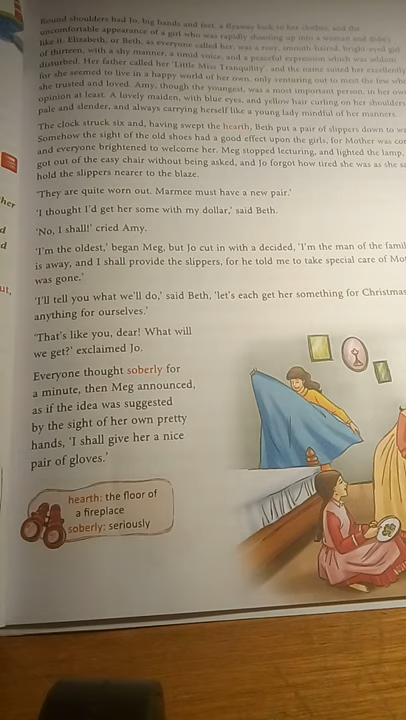 Round shoulders had Jo, big hands and feet, a flyaway look to her clothes, and the
uncomfortable appearance of a girl who was rapidly shooting up into a woman and didn't
like it. Elizabeth, or Beth, as everyone called her, was a rosy, smooth-haired, bright-eyed girl
of thirteen, with a shy manner, a timid voice, and a peaceful expression which was seldom
disturbed. Her father called her 'Little Miss Tranquility', and the name suited her excellently
for she seemed to live in a happy world of her own, only venturing out to meet the few who
she trusted and loved. Amy, though the youngest, was a most important person, in her own
opinion at least. A lovely maiden, with blue eyes, and yellow hair curling on her shoulders
pale and slender, and always carrying herself like a young lady mindful of her manners.
The clock struck six and, having swept the hearth, Beth put a pair of slippers down to
Somehow the sight of the old shoes had a good effect upon the girls, for Mother was
and everyone brightened to welcome her. Meg stopped lecturing, and lighted the lamp,
got out of the easy chair without being asked, and Jo forgot how tired she was as she
hold the slippers nearer to the blaze.
'They are quite worn out. Marmee must have a new pair.'
'I thought I'd get her some with my dollar,' said Beth.
'No, I shall!' cried Amy.
'I'm the oldest,' began Meg, but Jo cut in with a decided, 'I'm the man of the
is away, and I shall provide the slippers, for he told me to take special care of
was gone.'
'I'll tell you what we'll do,' said Beth, 'let's each get her something for Christmas
anything for ourselves.'
'That's like you, dear! What will
we get?' exclaimed Jo.
Everyone thought soberly for
a minute, then Meg announced,
as if the idea was suggested
by the sight of her own pretty
hands, 'I shall give her a nice
pair of gloves.'
hearth: the floor of
a fireplace
soberly: seriously